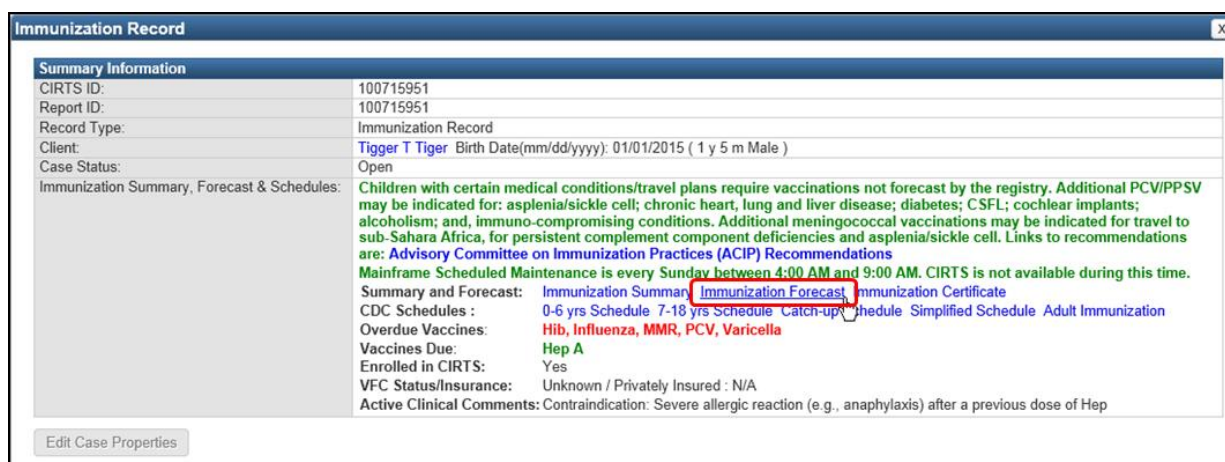 Immunization Record
X
Summary Information
CIRTS ID: 100715951
Report ID: 100715951
Record Type: Immunization Record
Client: Tigger T Tiger Birth Date(mm/dd/yyyy): 01/01/2015 ( 1 y 5 m Male )
Case Status: Open
Immunization Summary, Forecast & Schedules: Children with certain medical conditions/travel plans require vaccinations not forecast by the registry. Additional PCV/PPSV
may be indicated for: asplenia/sickle cell; chronic heart, lung and liver disease; diabetes; CSFL; cochlear implants;
alcoholism; and, immuno-compromising conditions. Additional meningococcal vaccinations may be indicated for travel to
sub-Sahara Africa, for persistent complement component deficiencies and asplenia/sickle cell. Links to recommendations
are: Advisory Committee on Immunization Practices (ACIP) Recommendations
Mainframe Scheduled Maintenance is every Sunday between 4:00 AM and 9:00 AM. CIRTS is not available during this time.
Summary and Forecast: Immunization Summary Immunization Forecast Immunization Certificate
CDC Schedules : 0-6 yrs Schedule 7-18 yrs Schedule Catch-up Schedule Simplified Schedule Adult Immunization
Overdue Vaccines: Hib, Influenza, MMR, PCV, Varicella
Vaccines Due: Hep A
Enrolled in CIRTS: Yes
VFC Status/Insurance: Unknown / Privately Insured : N/A
Active Clinical Comments: Contraindication: Severe allergic reaction (e.g., anaphylaxis) after a previous dose of Hep
Edit Case Properties